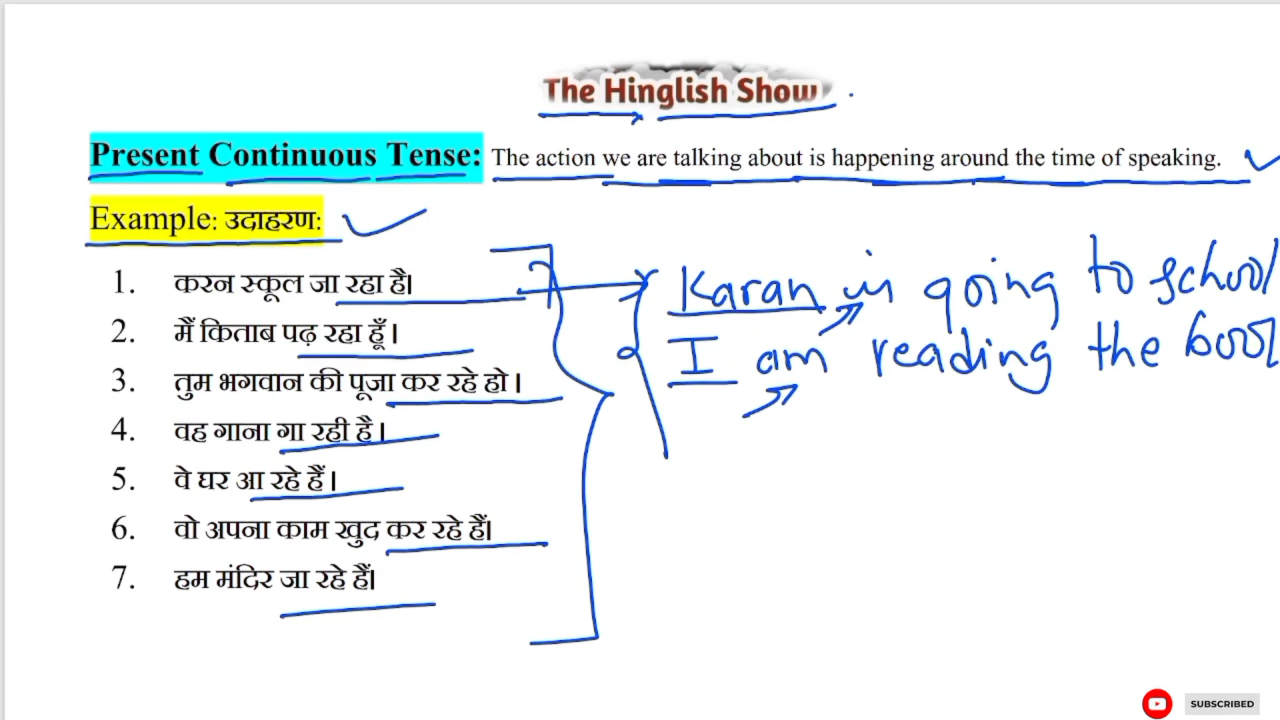 The Hinglish Show
Present Continuous Tense: The action we are talking about is happening around the time of speaking.
Example: उदाहरण:
1. करन स्कूल जा रहा है।
2. मैं किताब पढ़ रहा हूँ।
3. तुम भगवान की पूजा कर रहे हो।
4. वह गाना गा रही है।
5. वे घर आ रहे हैं।
6. वो अपना काम खुद कर रहे हैं।
7. हम मंदिर जा रहे हैं।
Karan is going to school
I am reading the
SUBSCRIBED